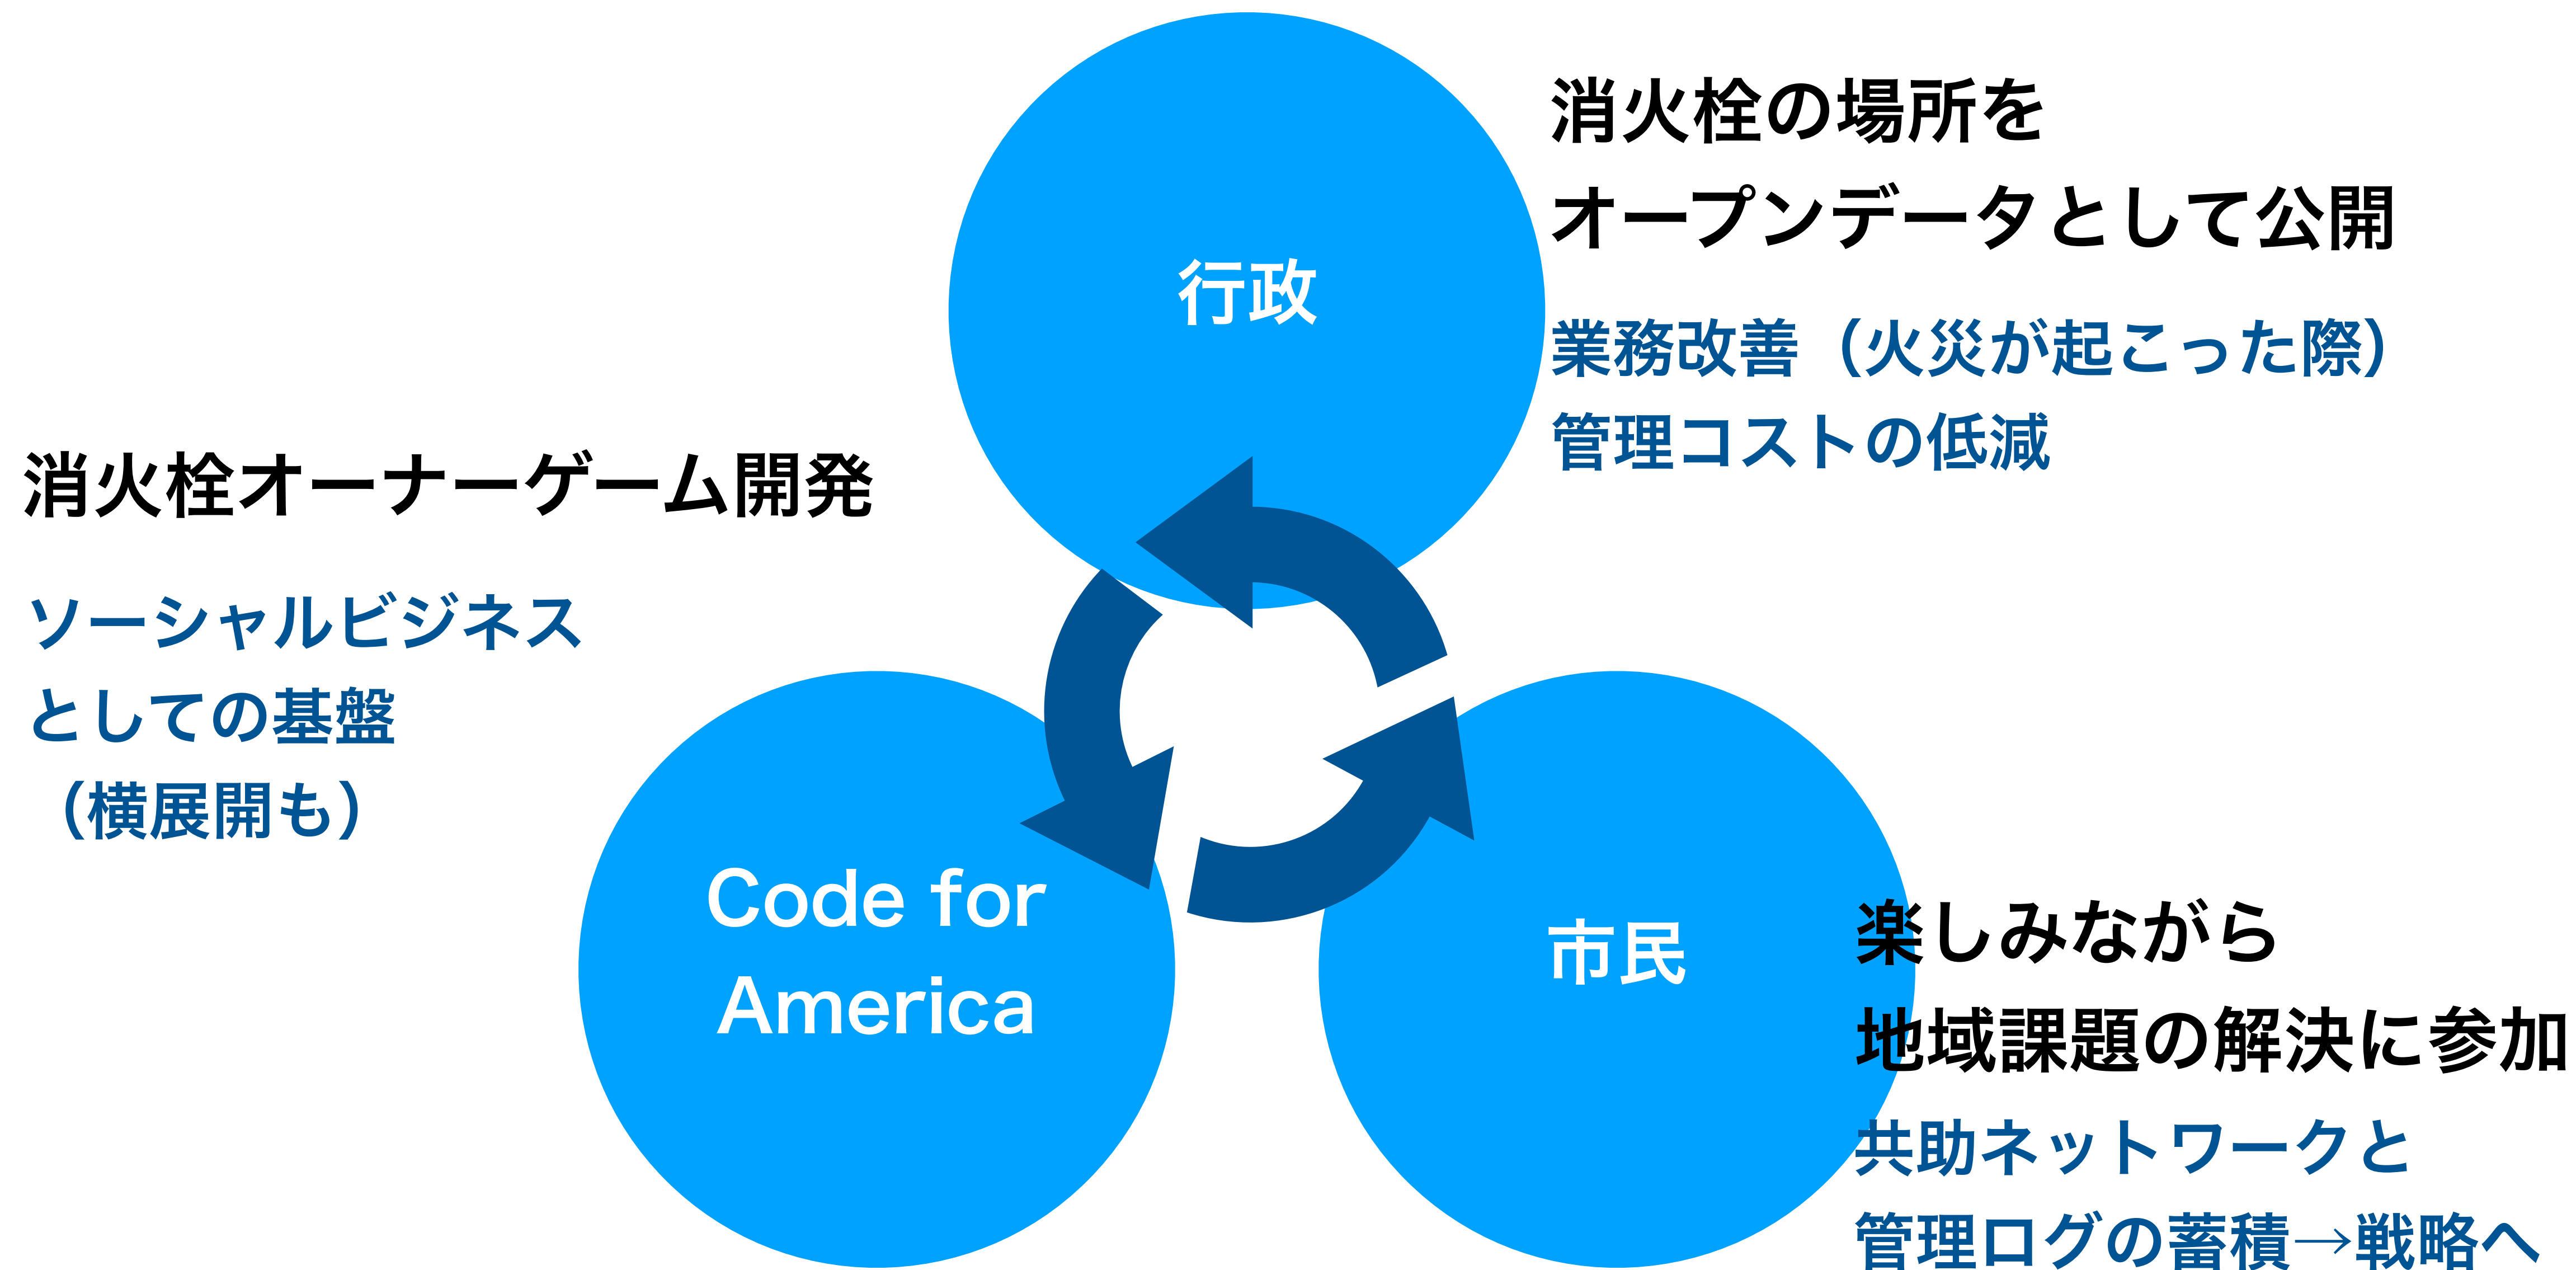 行政
消火栓の場所を
オープンデータとして公開
業務改善（火災が起こった際）
管理コストの低減
消火栓オーナーゲーム開発
ソーシャルビジネス
としての基盤
（横展開も）
Code for
America
市民
楽しみながら
地域課題の解決に参加
共助ネットワークと
管理ログの蓄積→戦略へ